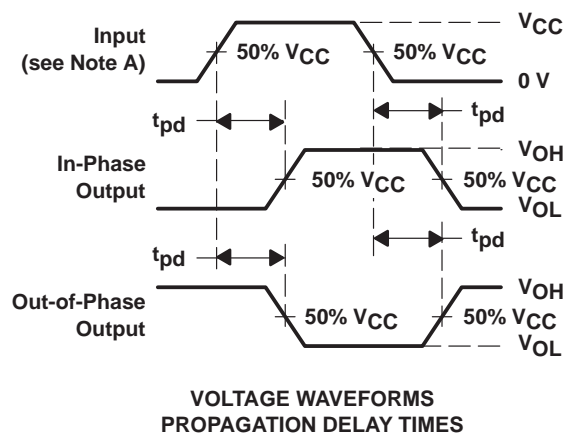 Input
(see Note A)
50% VCC
50% VCC
VCC
0 V
tpd
tpd
In-Phase
Output
50% VCC
VOH
50% VCC
VOL
tpd
tpd
Out-of-Phase
Output
50% VCC
VOH
50% VCC
VOL
VOLTAGE WAVEFORMS
PROPAGATION DELAY TIMES